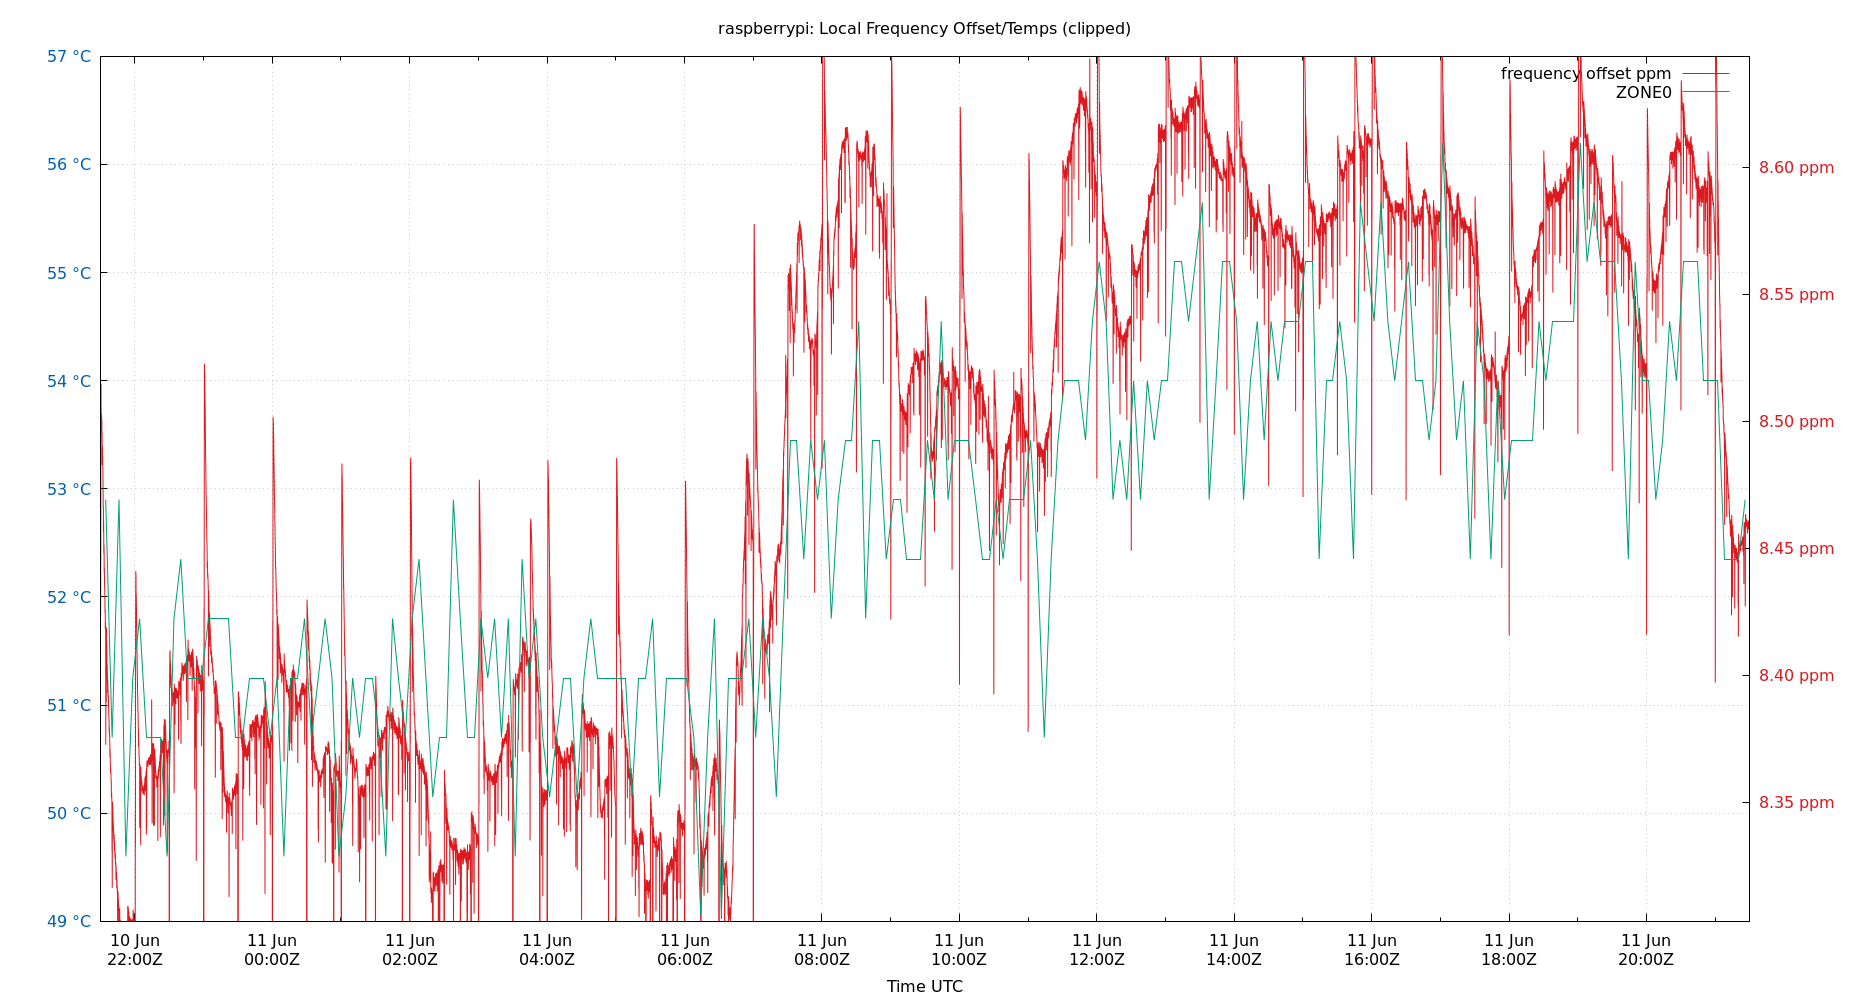 raspberrypi: Local Frequency Offset/Temps (clipped)
57 °C
56 °C
55 °C
54 °C
53 °C
52 °C
51 °C
50 °C
49 °C
frequency offset ppm
ZONE0
8.60 ppm
8.55 ppm
8.50 ppm
8.45 ppm
8.40 ppm
8.35 ppm
10 Jun 11 Jun 11 Jun 11 Jun 11 Jun 11 Jun 11 Jun 11 Jun 11 Jun 11 Jun 11 Jun 11 Jun
22:00Z 00:00Z 02:00Z 04:00Z 06:00Z 08:00Z 10:00Z 12:00Z 14:00Z 16:00Z 18:00Z 20:00Z
Time UTC